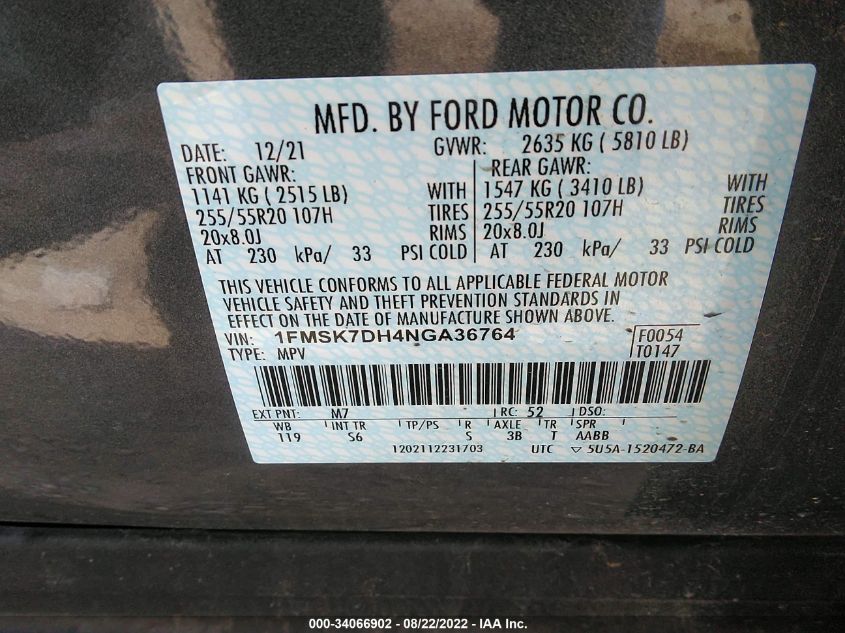 MFD. BY FORD MOTOR CO.
DATE: 12/21 GVWR: 2635 KG ( 5810 LB)
FRONT GAWR: REAR GAWR:
1141 KG ( 2515 LB) WITH 1547 KG ( 3410 LB) WITH
255/55R20 107H TIRES 255/55R20 107H TIRES
20x8.0J RIMS 20x8.0J RIMS
AT 230 kPa/ 33 PSI COLD AT 230 kPa/ 33 PSI COLD
THIS VEHICLE CONFORMS TO ALL APPLICABLE FEDERAL MOTOR
VEHICLE SAFETY AND THEFT PREVENTION STANDARDS IN
EFFECT ON THE DATE OF MANUFACTURE SHOWN ABOVE.
VIN: 1FMSK7DH4NGA36764 F0054
TYPE: MPV T0147
EXT PNT: M7 RC: 52 DSO:
WB INT TR TP/PS R AXLE TR SPR
119 S6 S 3B T AABB
1202112231703 UTC ▽ 5U5A-1520472-BA
000-34066902 - 08/22/2022 - IAA Inc.